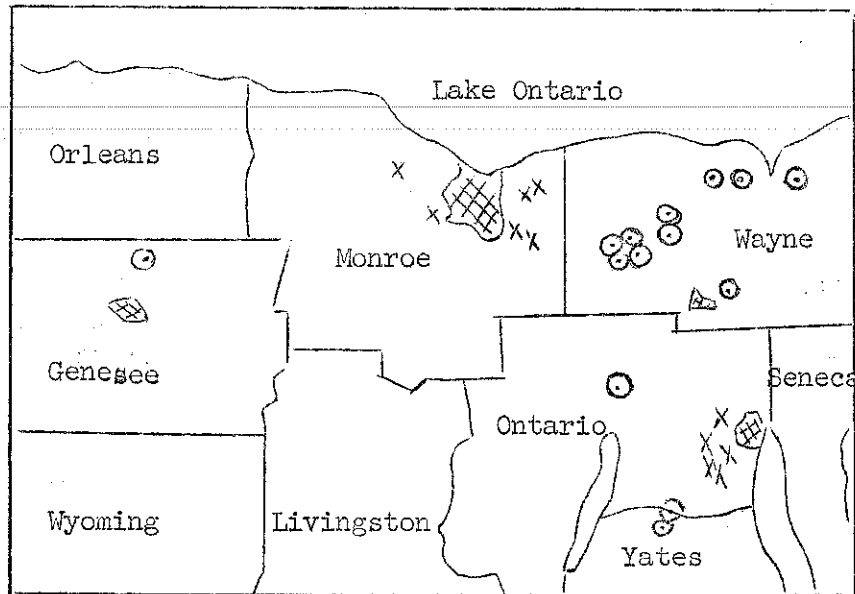 Lake Ontario
Orleans
Wayne
Monroe
Genesee
Seneca
Ontario
Wyoming
Livingston
Yates